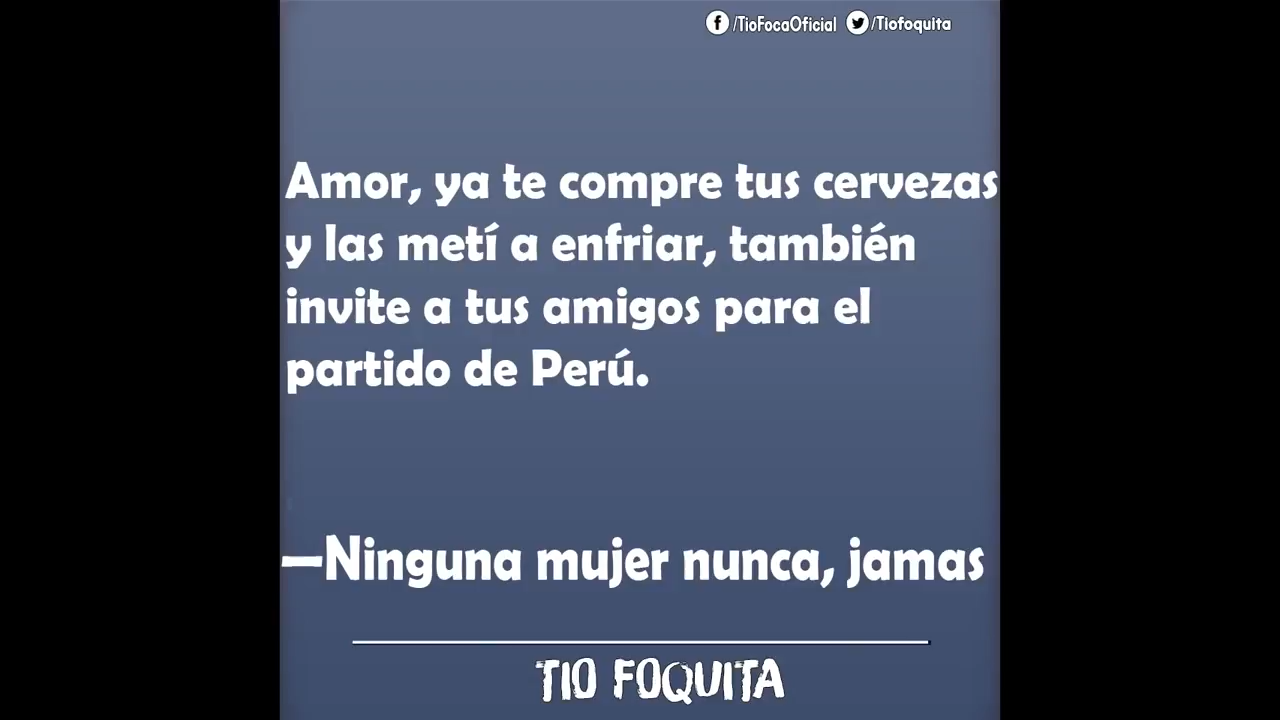 /TioFocaOficial /Tiofoquita
Amor, ya te compre tus cervezas
y las metí a enfriar, también
invite a tus amigos para el
partido de Perú.
—Ninguna mujer nunca, jamas
TIO FOQUITA